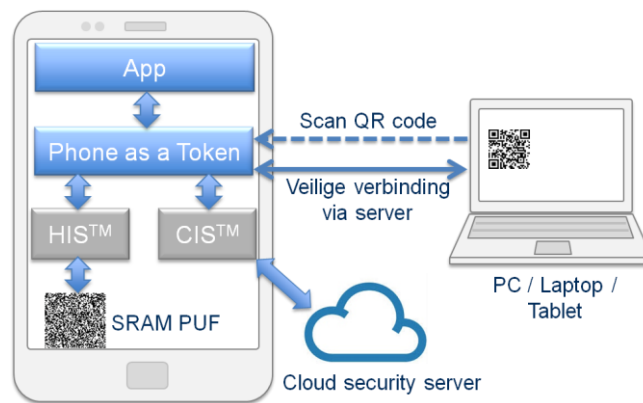 App
Phone as a Token
HIS™
CIS™
SRAM PUF
Scan QR code
Veilige verbinding
via server
PC / Laptop /
Tablet
Cloud security server